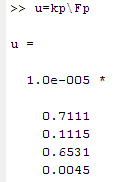 >> u=kp\Fp
u =
1.0e-005 *
0.7111
0.1115
0.6531
0.0045